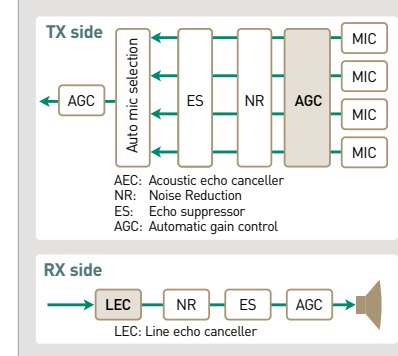 TX side
MIC
MIC
MIC
MIC
AGC
NR
ES
Auto mic selection
AGC
AEC: Acoustic echo canceller
NR: Noise Reduction
ES: Echo suppressor
AGC: Automatic gain control
RX side
LEC
NR
ES
AGC
LEC: Line echo canceller